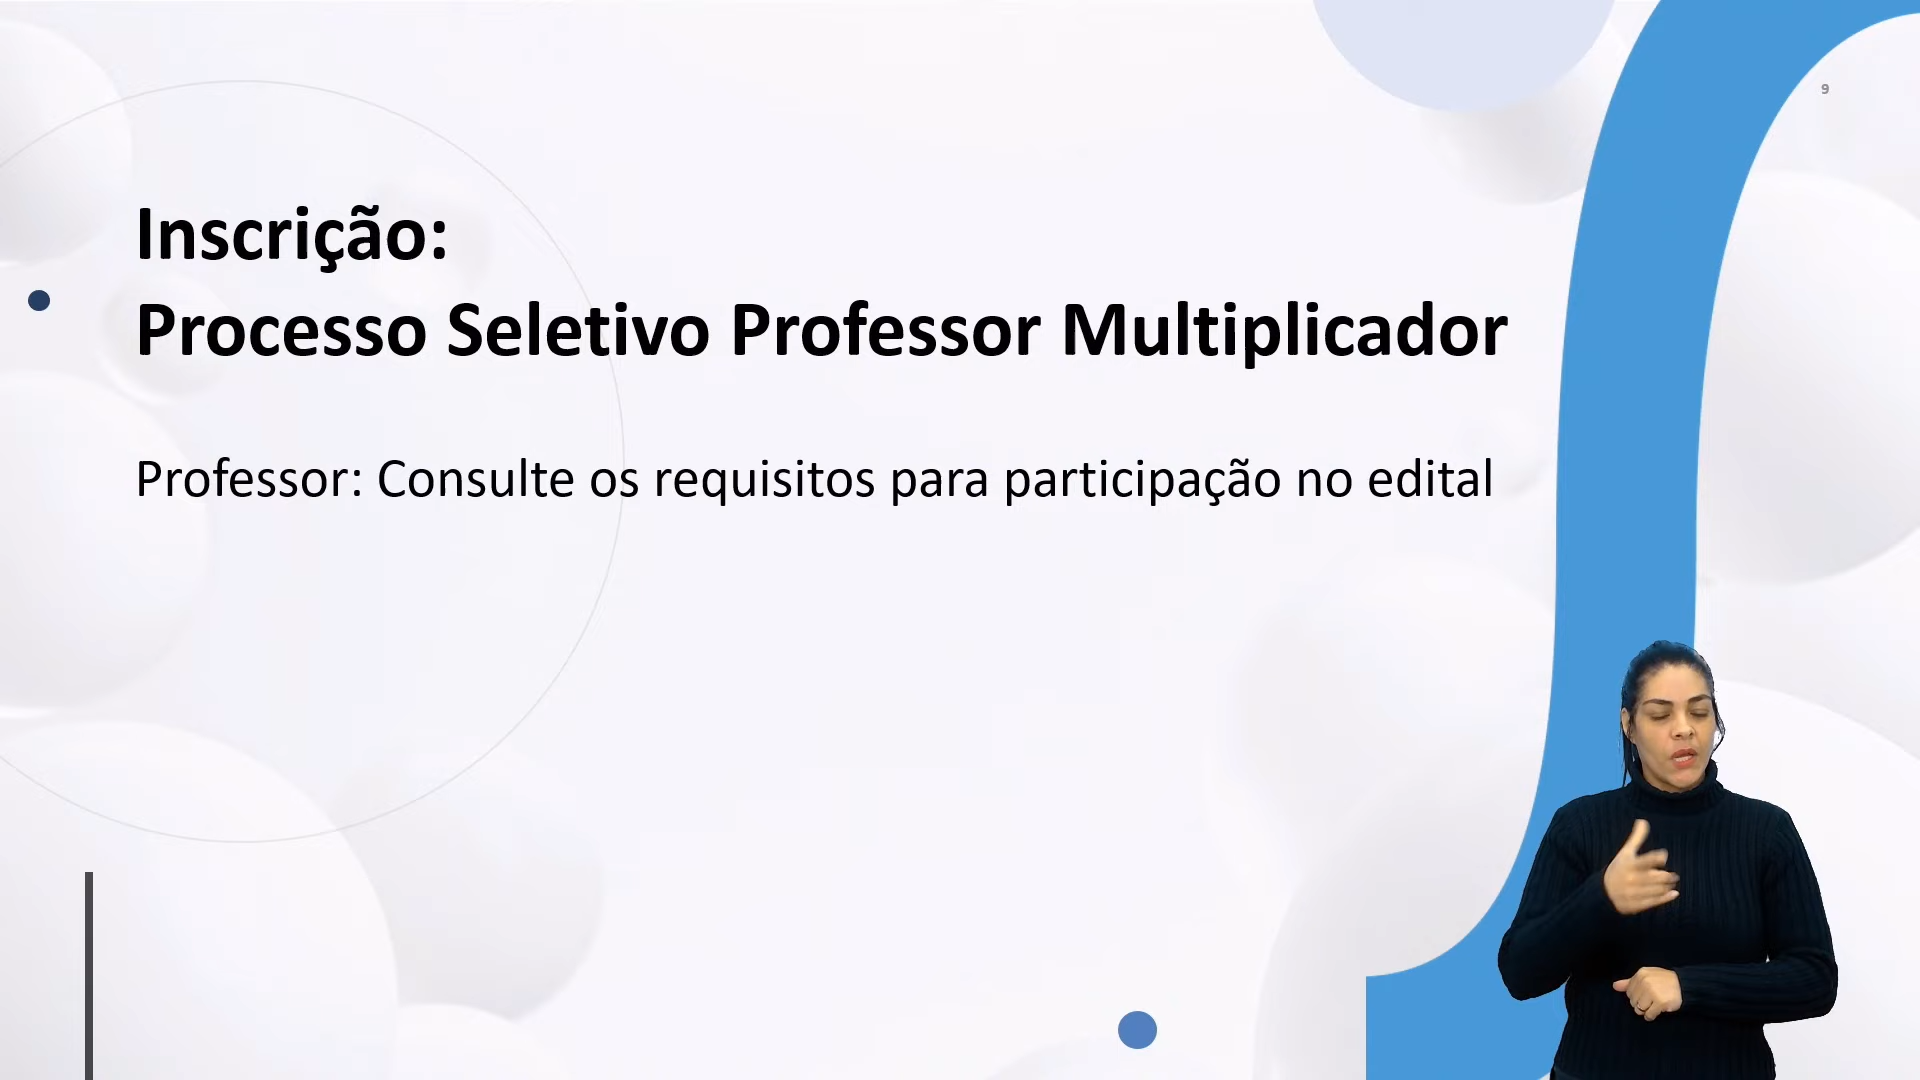 9
Inscrição:
Processo Seletivo Professor Multiplicador
Professor: Consulte os requisitos para participação no edital